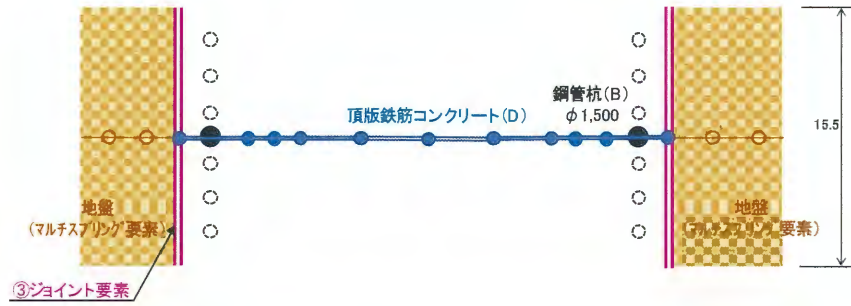 鋼管杭(B)
φ1,500
頂版鉄筋コンクリート(D)
15.5
地盤
(マルチスプリング要素)
地盤
(マルチスプリング要素)
③ジョイント要素